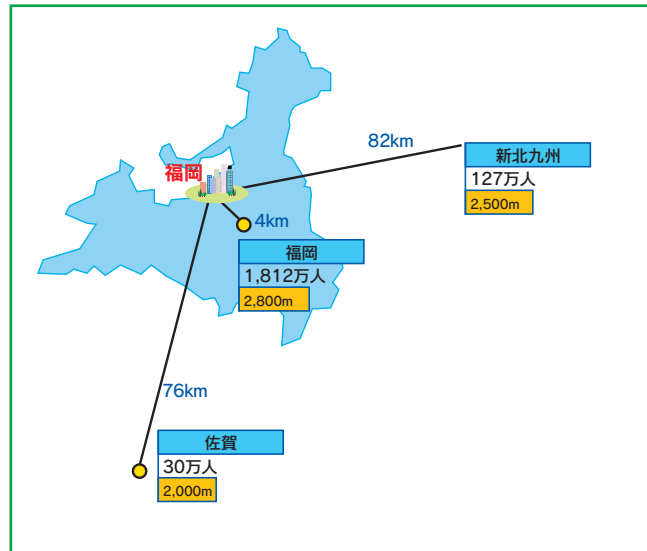 82km
新北九州
127万人
2,500m
福岡
4km
福岡
1,812万人
2,800m
76km
佐賀
30万人
2,000m